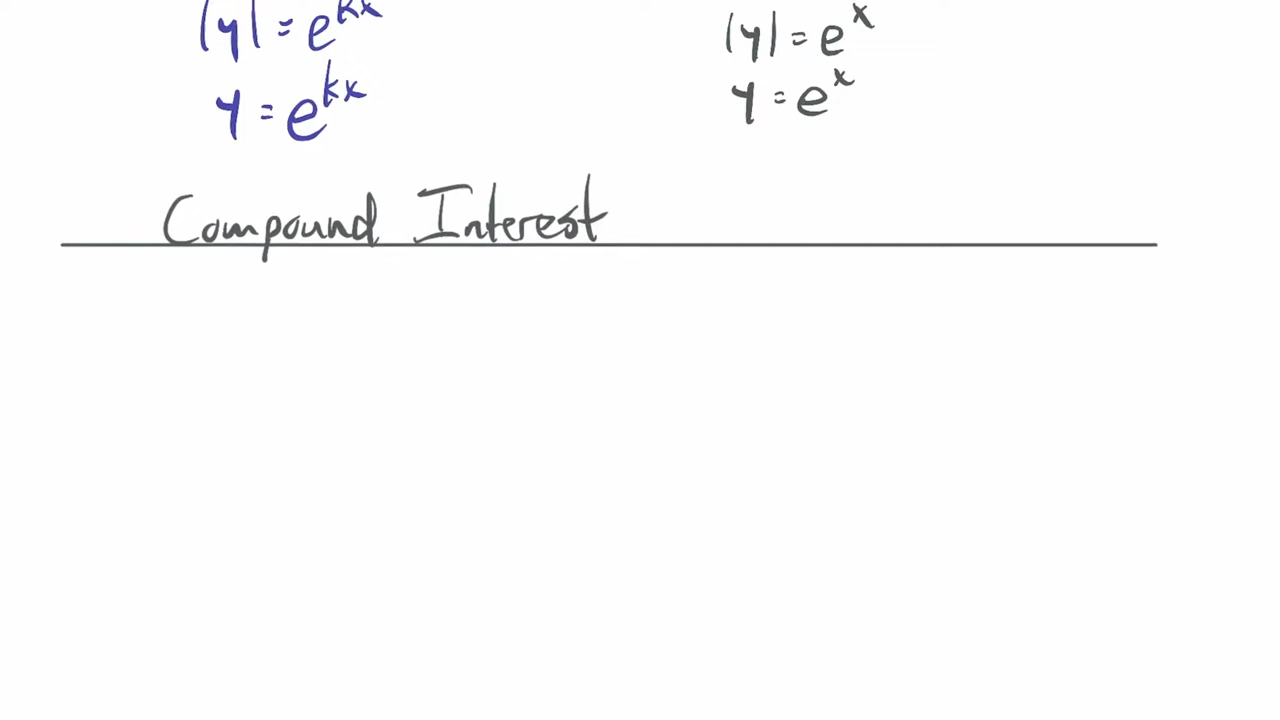 |y| = e^{kx}
y = e^{kx}
|y| = e^x
y = e^x
Compound Interest